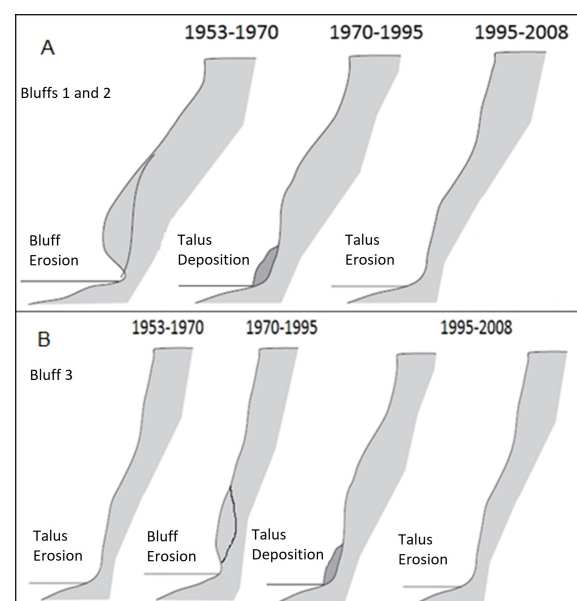 A
1953-1970
1970-1995
1995-2008
Bluffs 1 and 2
Bluff
Erosion
Talus
Deposition
Talus
Erosion
B
1953-1970
1970-1995
1995-2008
Bluff 3
Talus
Erosion
Bluff
Erosion
Talus
Deposition
Talus
Erosion